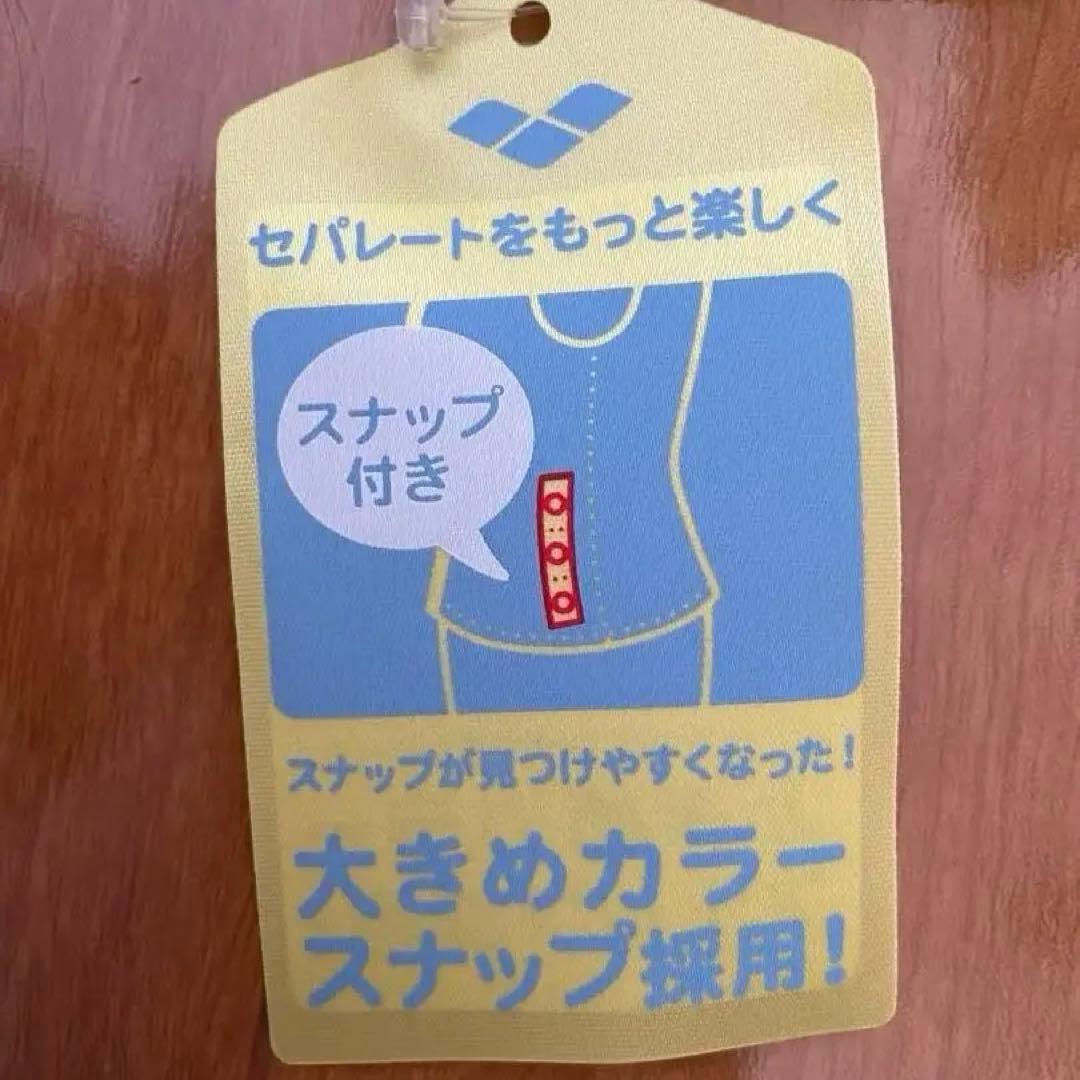 セパレートをもっと楽しく
スナップ
付き
スナップが見つけやすくなった！
大きめカラー
スナップ採用！